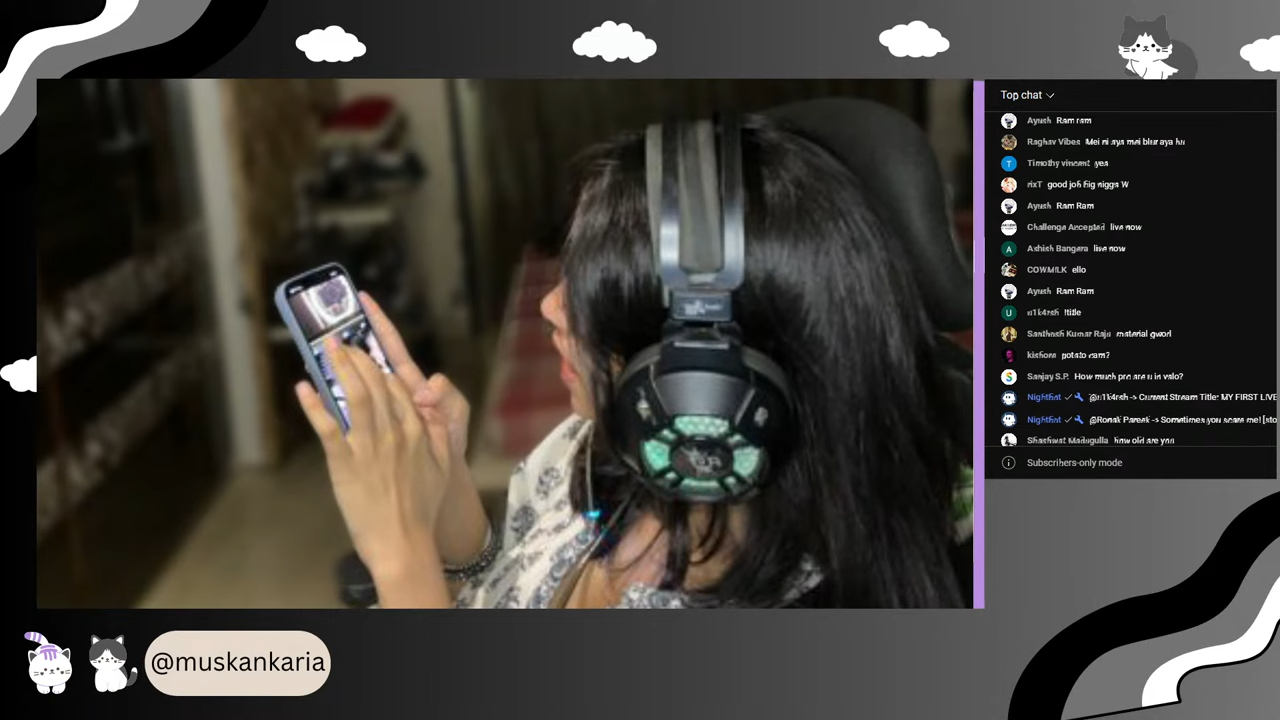 Top chat
Ayush Ram ram
Raghav Vibes Mei ni aya mei blur aya hu
Timothy vincent yes
rixT good job Big nigga W
Ayush Ram Ram
Challenge Accepted live now
Ashish Bangara live now
COWMILK ello
Ayush Ram Ram
u1k4rsh !title
Santhosh Kumar Raju material gworl
kishore potato cam?
Sanjay S.P. How much pro are u in valo?
Nightbot @u1k4rsh -> Current Stream Title: MY FIRST LIVE
Nightbot @Ronak Pareek -> Sometimes you scare me! [sto
Shashwat Madugulla how old are you
Subscribers-only mode
@muskankaria